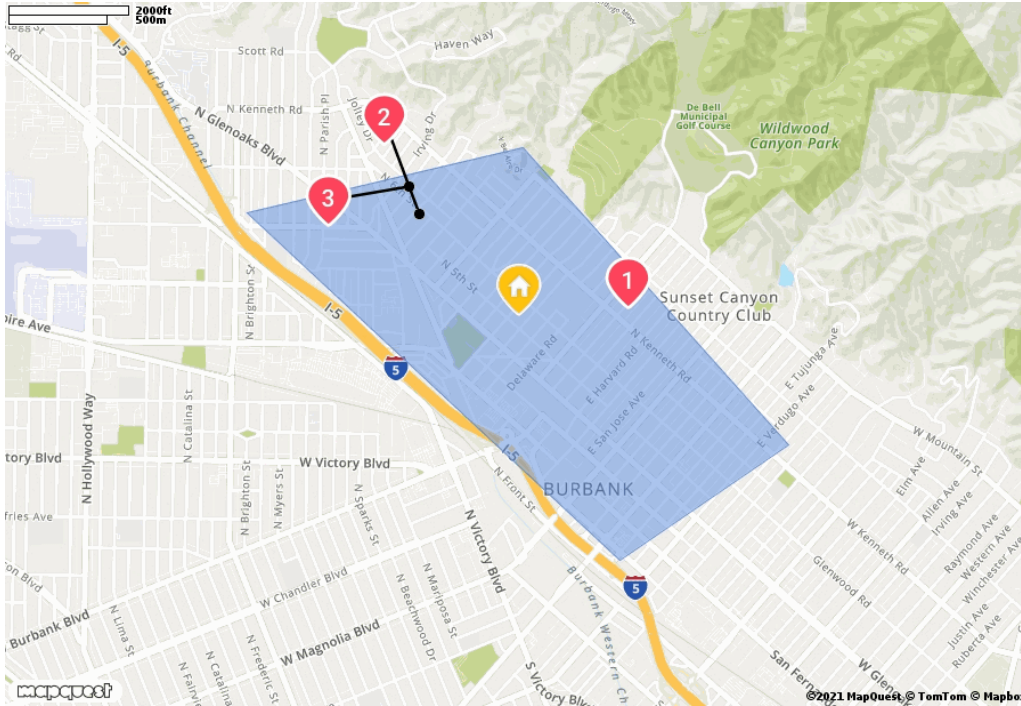 2000ft
500m
Scott Rd
Haven Way
I-5
Burbank Channel
N Kenneth Rd
N Glenoaks Blvd
N Parish Pl
Jolley Dr
Irving Dr
2
De Bell
Municipal
Golf Course
Wildwood
Canyon Park
3
N 5th St
1
Sunset Canyon
Country Club
N Brighton St
I-5
5
Delaware Rd
N Kenneth Rd
E Harvard Rd
E San Jose Ave
E Tujunga Ave
E Verdugo Ave
W Mountain St
N Hollywood Way
N Catalina St
W Victory Blvd
N Brighton St
N Myers St
N Sparks St
I-5
N Front St
BURBANK
N Victory Blvd
Elm Ave
Allen Ave
Irving Ave
Raymond Ave
Western Ave
Winchester Ave
W Kenneth Rd
Glenwood Rd
W Chandler Blvd
N Mariposa St
N Beachwood Dr
5
Burbank Western Ch
Burbank Blvd
N Lima St
W Magnolia Blvd
Justin Ave
Ruberta Ave
N Frederic St
N Catalina
S Victory Blvd
San Fernando
W Glenoaks
mapquest
©2021 MapQuest © TomTom © Mapbo